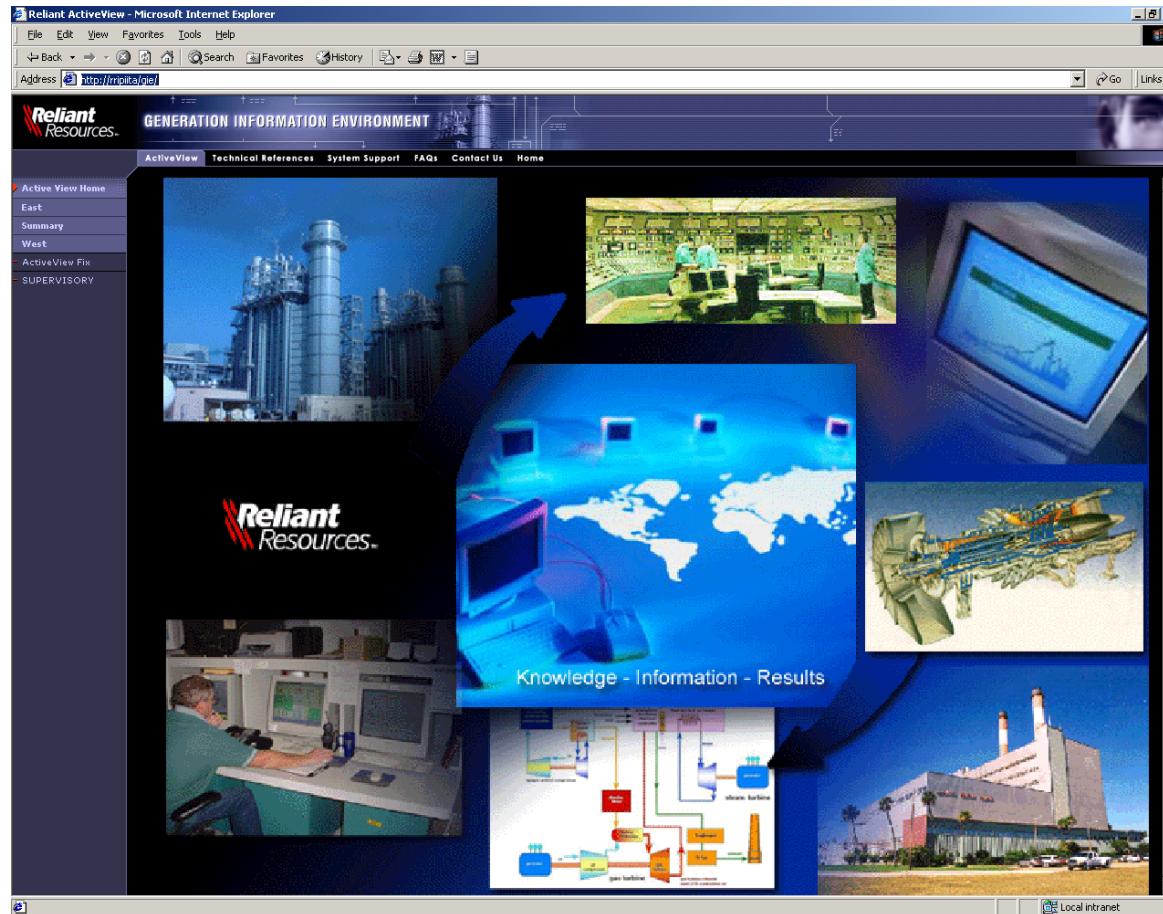 Reliant ActiveView - Microsoft Internet Explorer
File Edit View Favorites Tools Help
Back Search Favorites History
Address http://rripiita/gie/ Go Links
Reliant
Resources
GENERATION INFORMATION ENVIRONMENT
ActiveView Technical References System Support FAQs Contact Us Home
Active View Home
East
Summary
West
ActiveView Fix
SUPERVISORY
Reliant
Resources
Knowledge - Information - Results
generator
steam turbine
generator
gas turbine
Local intranet